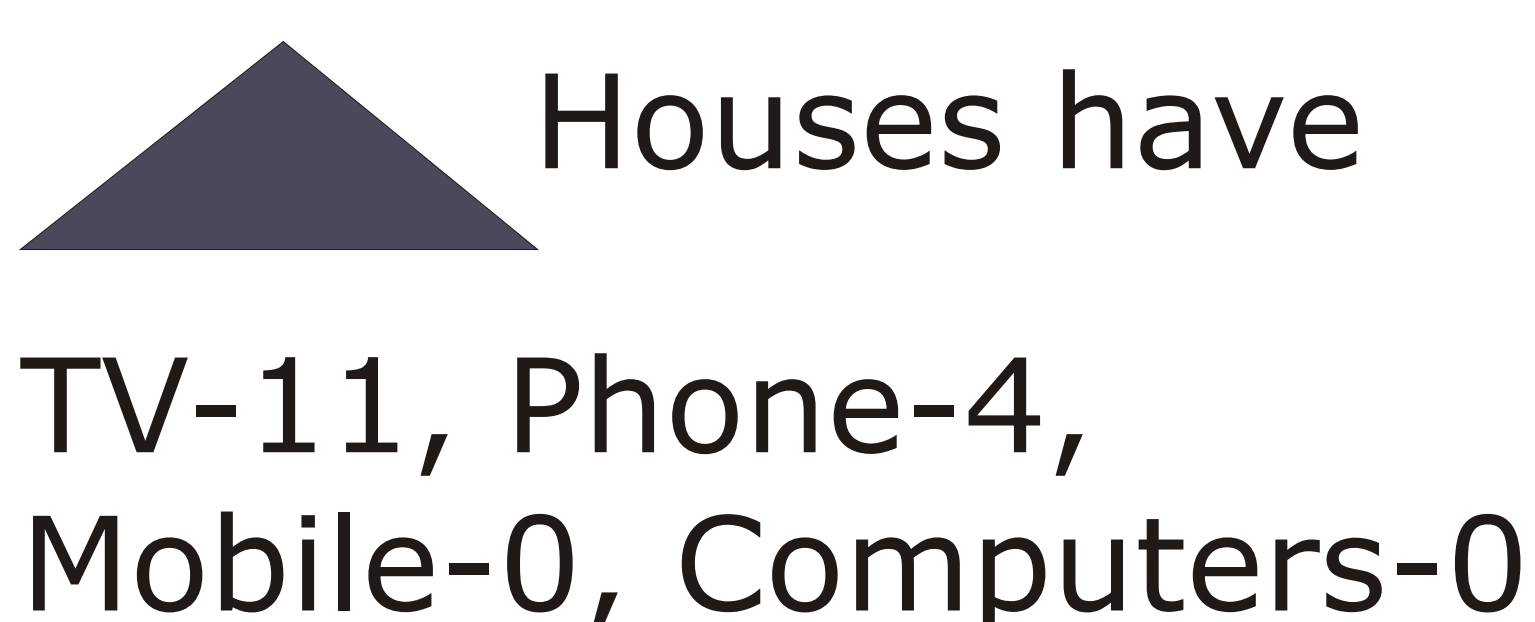 Houses have
TV-11, Phone-4,
Mobile-0, Computers-0